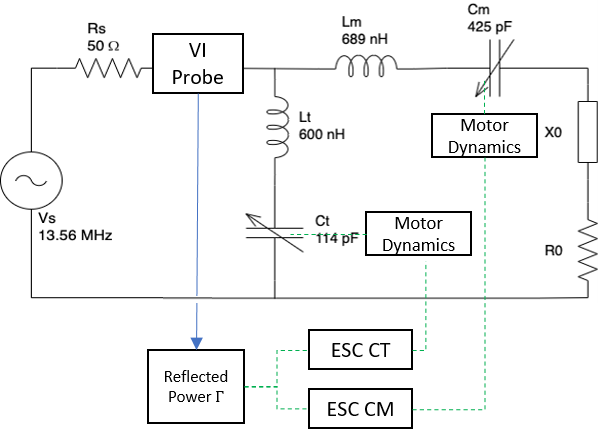 Rs
50 Ω
VI
Probe
Lm
689 nH
Cm
425 pF
Lt
600 nH
Motor
Dynamics
X0
Vs
13.56 MHz
Ct
114 pF
Motor
Dynamics
R0
Reflected
Power Γ
ESC CT
ESC CM